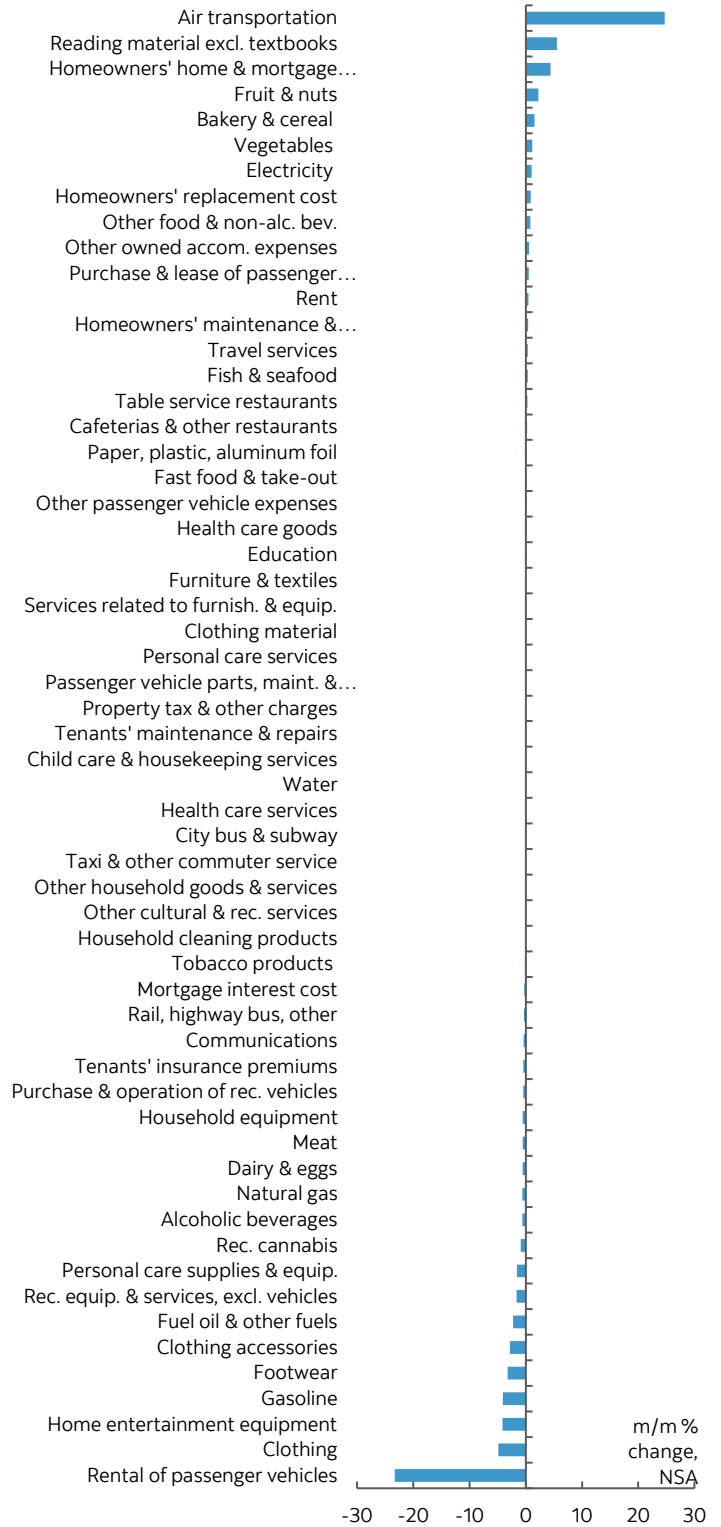 Air transportation
Reading material excl. textbooks
Homeowners' home & mortgage…
Fruit & nuts
Bakery & cereal
Vegetables
Electricity
Homeowners' replacement cost
Other food & non-alc. bev.
Other owned accom. expenses
Purchase & lease of passenger…
Rent
Homeowners' maintenance &…
Travel services
Fish & seafood
Table service restaurants
Cafeterias & other restaurants
Paper, plastic, aluminum foil
Fast food & take-out
Other passenger vehicle expenses
Health care goods
Education
Furniture & textiles
Services related to furnish. & equip.
Clothing material
Personal care services
Passenger vehicle parts, maint. &…
Property tax & other charges
Tenants' maintenance & repairs
Child care & housekeeping services
Water
Health care services
City bus & subway
Taxi & other commuter service
Other household goods & services
Other cultural & rec. services
Household cleaning products
Tobacco products
Mortgage interest cost
Rail, highway bus, other
Communications
Tenants' insurance premiums
Purchase & operation of rec. vehicles
Household equipment
Meat
Dairy & eggs
Natural gas
Alcoholic beverages
Rec. cannabis
Personal care supplies & equip.
Rec. equip. & services, excl. vehicles
Fuel oil & other fuels
Clothing accessories
Footwear
Gasoline
Home entertainment equipment
Clothing
Rental of passenger vehicles
m/m %
change,
NSA
-30 -20 -10 0 10 20 30